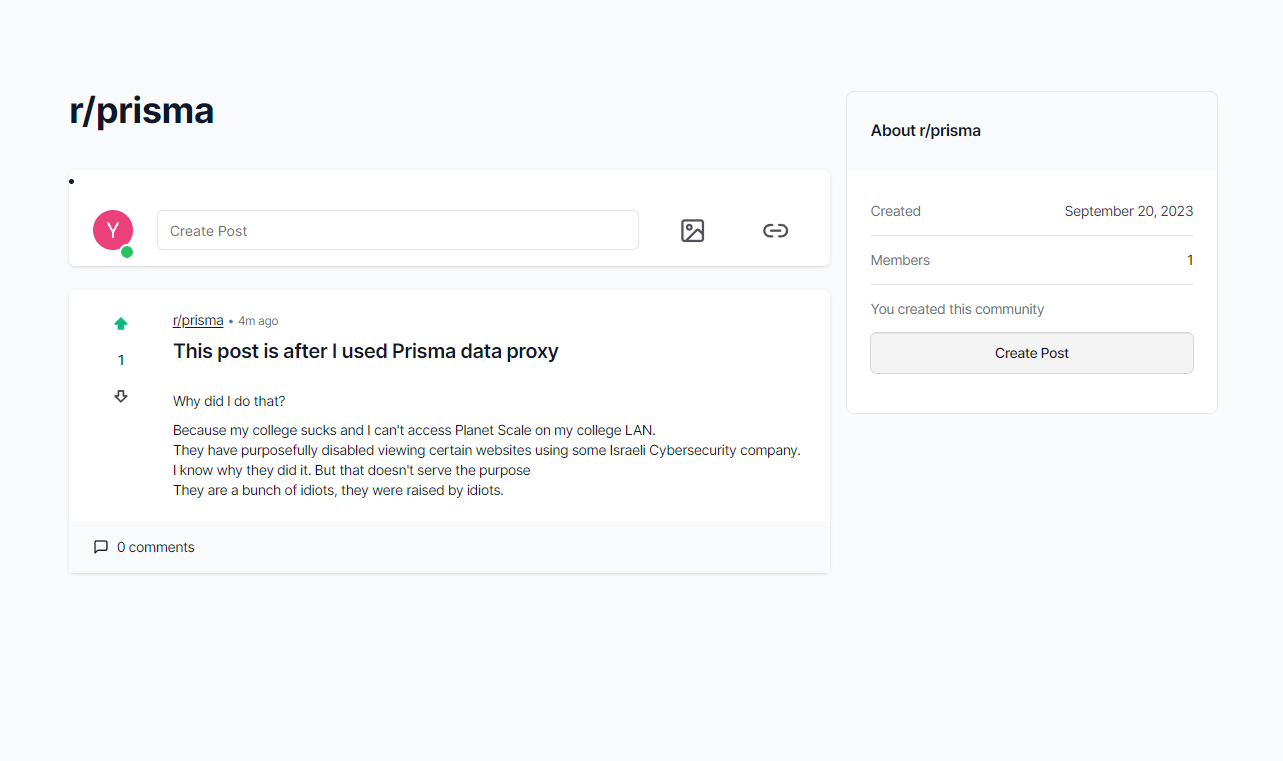 r/prisma
Y
Create Post
r/prisma • 4m ago
1
This post is after I used Prisma data proxy
Why did I do that?
Because my college sucks and I can't access Planet Scale on my college LAN.
They have purposefully disabled viewing certain websites using some Israeli Cybersecurity company.
I know why they did it. But that doesn't serve the purpose
They are a bunch of idiots, they were raised by idiots.
0 comments
About r/prisma
Created September 20, 2023
Members 1
You created this community
Create Post